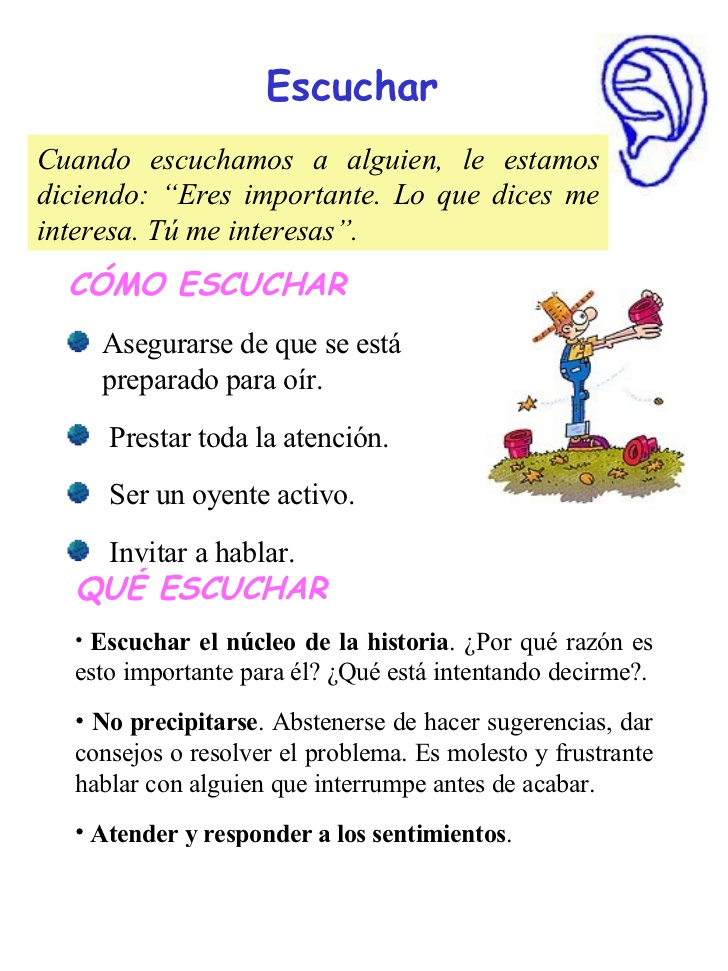 Escuchar
Cuando escuchamos a alguien, le estamos
diciendo: “Eres importante. Lo que dices me
interesa. Tú me interesas”.
CÓMO ESCUCHAR
Asegurarse de que se está
preparado para oír.
Prestar toda la atención.
Ser un oyente activo.
Invitar a hablar.
QUÉ ESCUCHAR
• Escuchar el núcleo de la historia. ¿Por qué razón es
esto importante para él? ¿Qué está intentando decirme?.
• No precipitarse. Abstenerse de hacer sugerencias, dar
consejos o resolver el problema. Es molesto y frustrante
hablar con alguien que interrumpe antes de acabar.
• Atender y responder a los sentimientos.